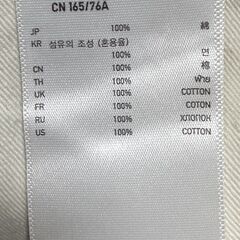 CN 165/76A
JP 100% 綿
KR 섬유의 조성 (혼용율)
100% 면
CN 100% 棉
TH 100% ฝ้าย
UK 100% COTTON
FR 100% COTON
RU 100% ХЛОПОК
US 100% COTTON